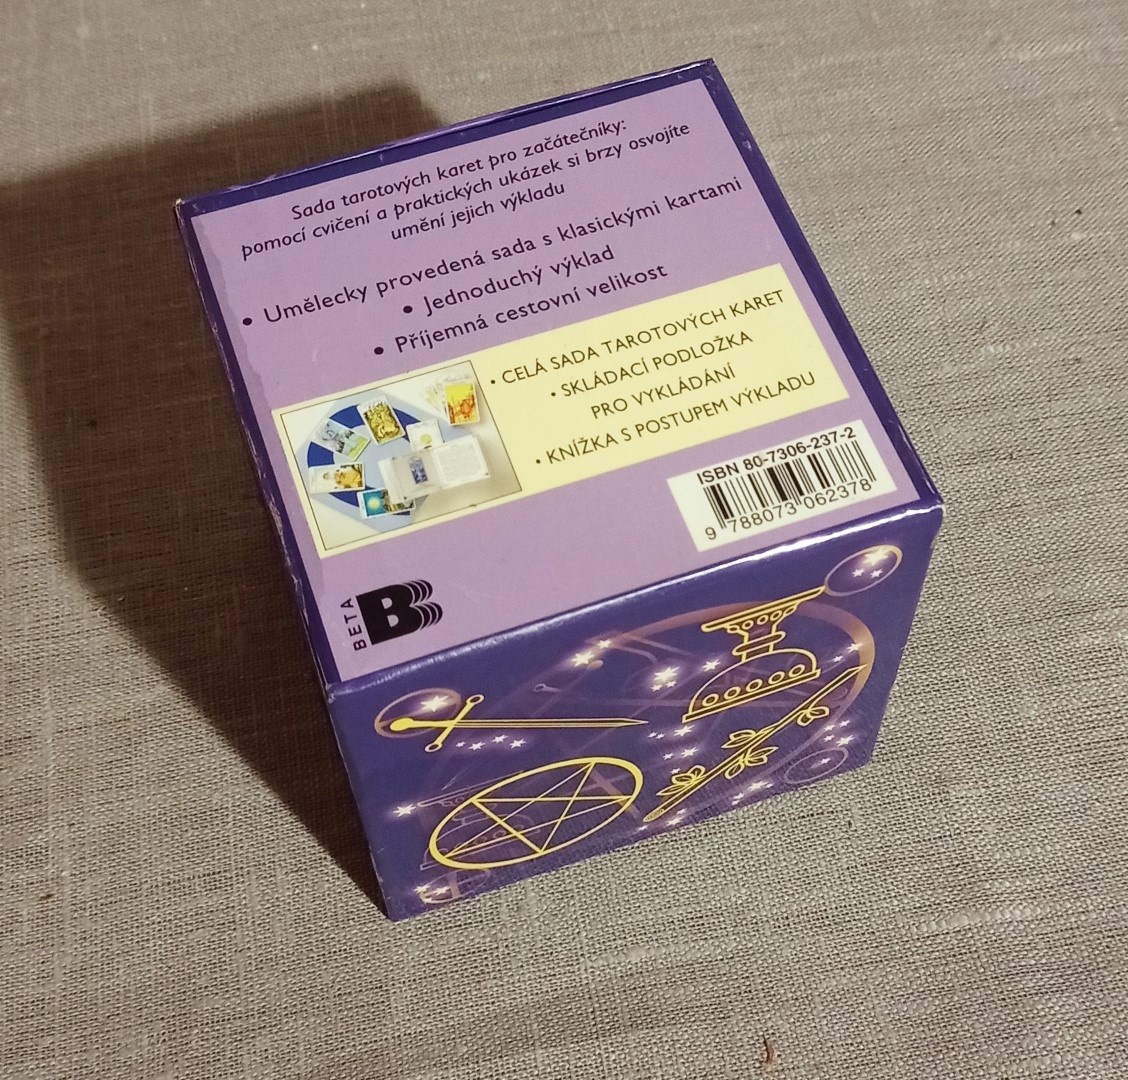 Sada tarotových karet pro začátečníky:
pomocí cvičení a praktických ukázek si brzy osvojíte
umění jejich výkladu
• Umělecky provedená sada s klasickými kartami
• Jednoduchý výklad
• Příjemná cestovní velikost
• CELÁ SADA TAROTOVÝCH KARET
• SKLÁDACÍ PODLOŽKA
PRO VYKLÁDÁNÍ
• KNÍŽKA S POSTUPEM VÝKLADU
ISBN 80-7306-237-2
9 788073 062378
BETA
B